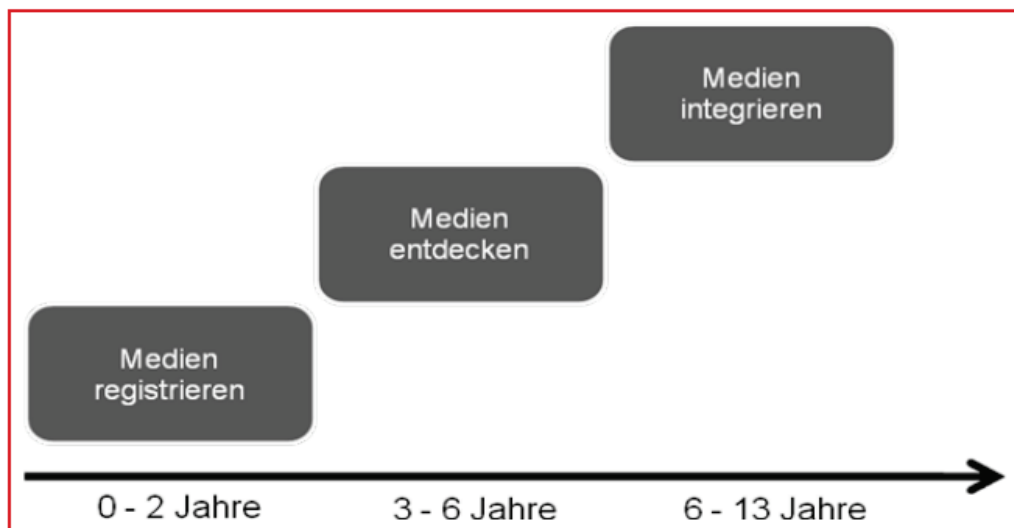 Medien
integrieren
Medien
entdecken
Medien
registrieren
0 - 2 Jahre
3 - 6 Jahre
6 - 13 Jahre